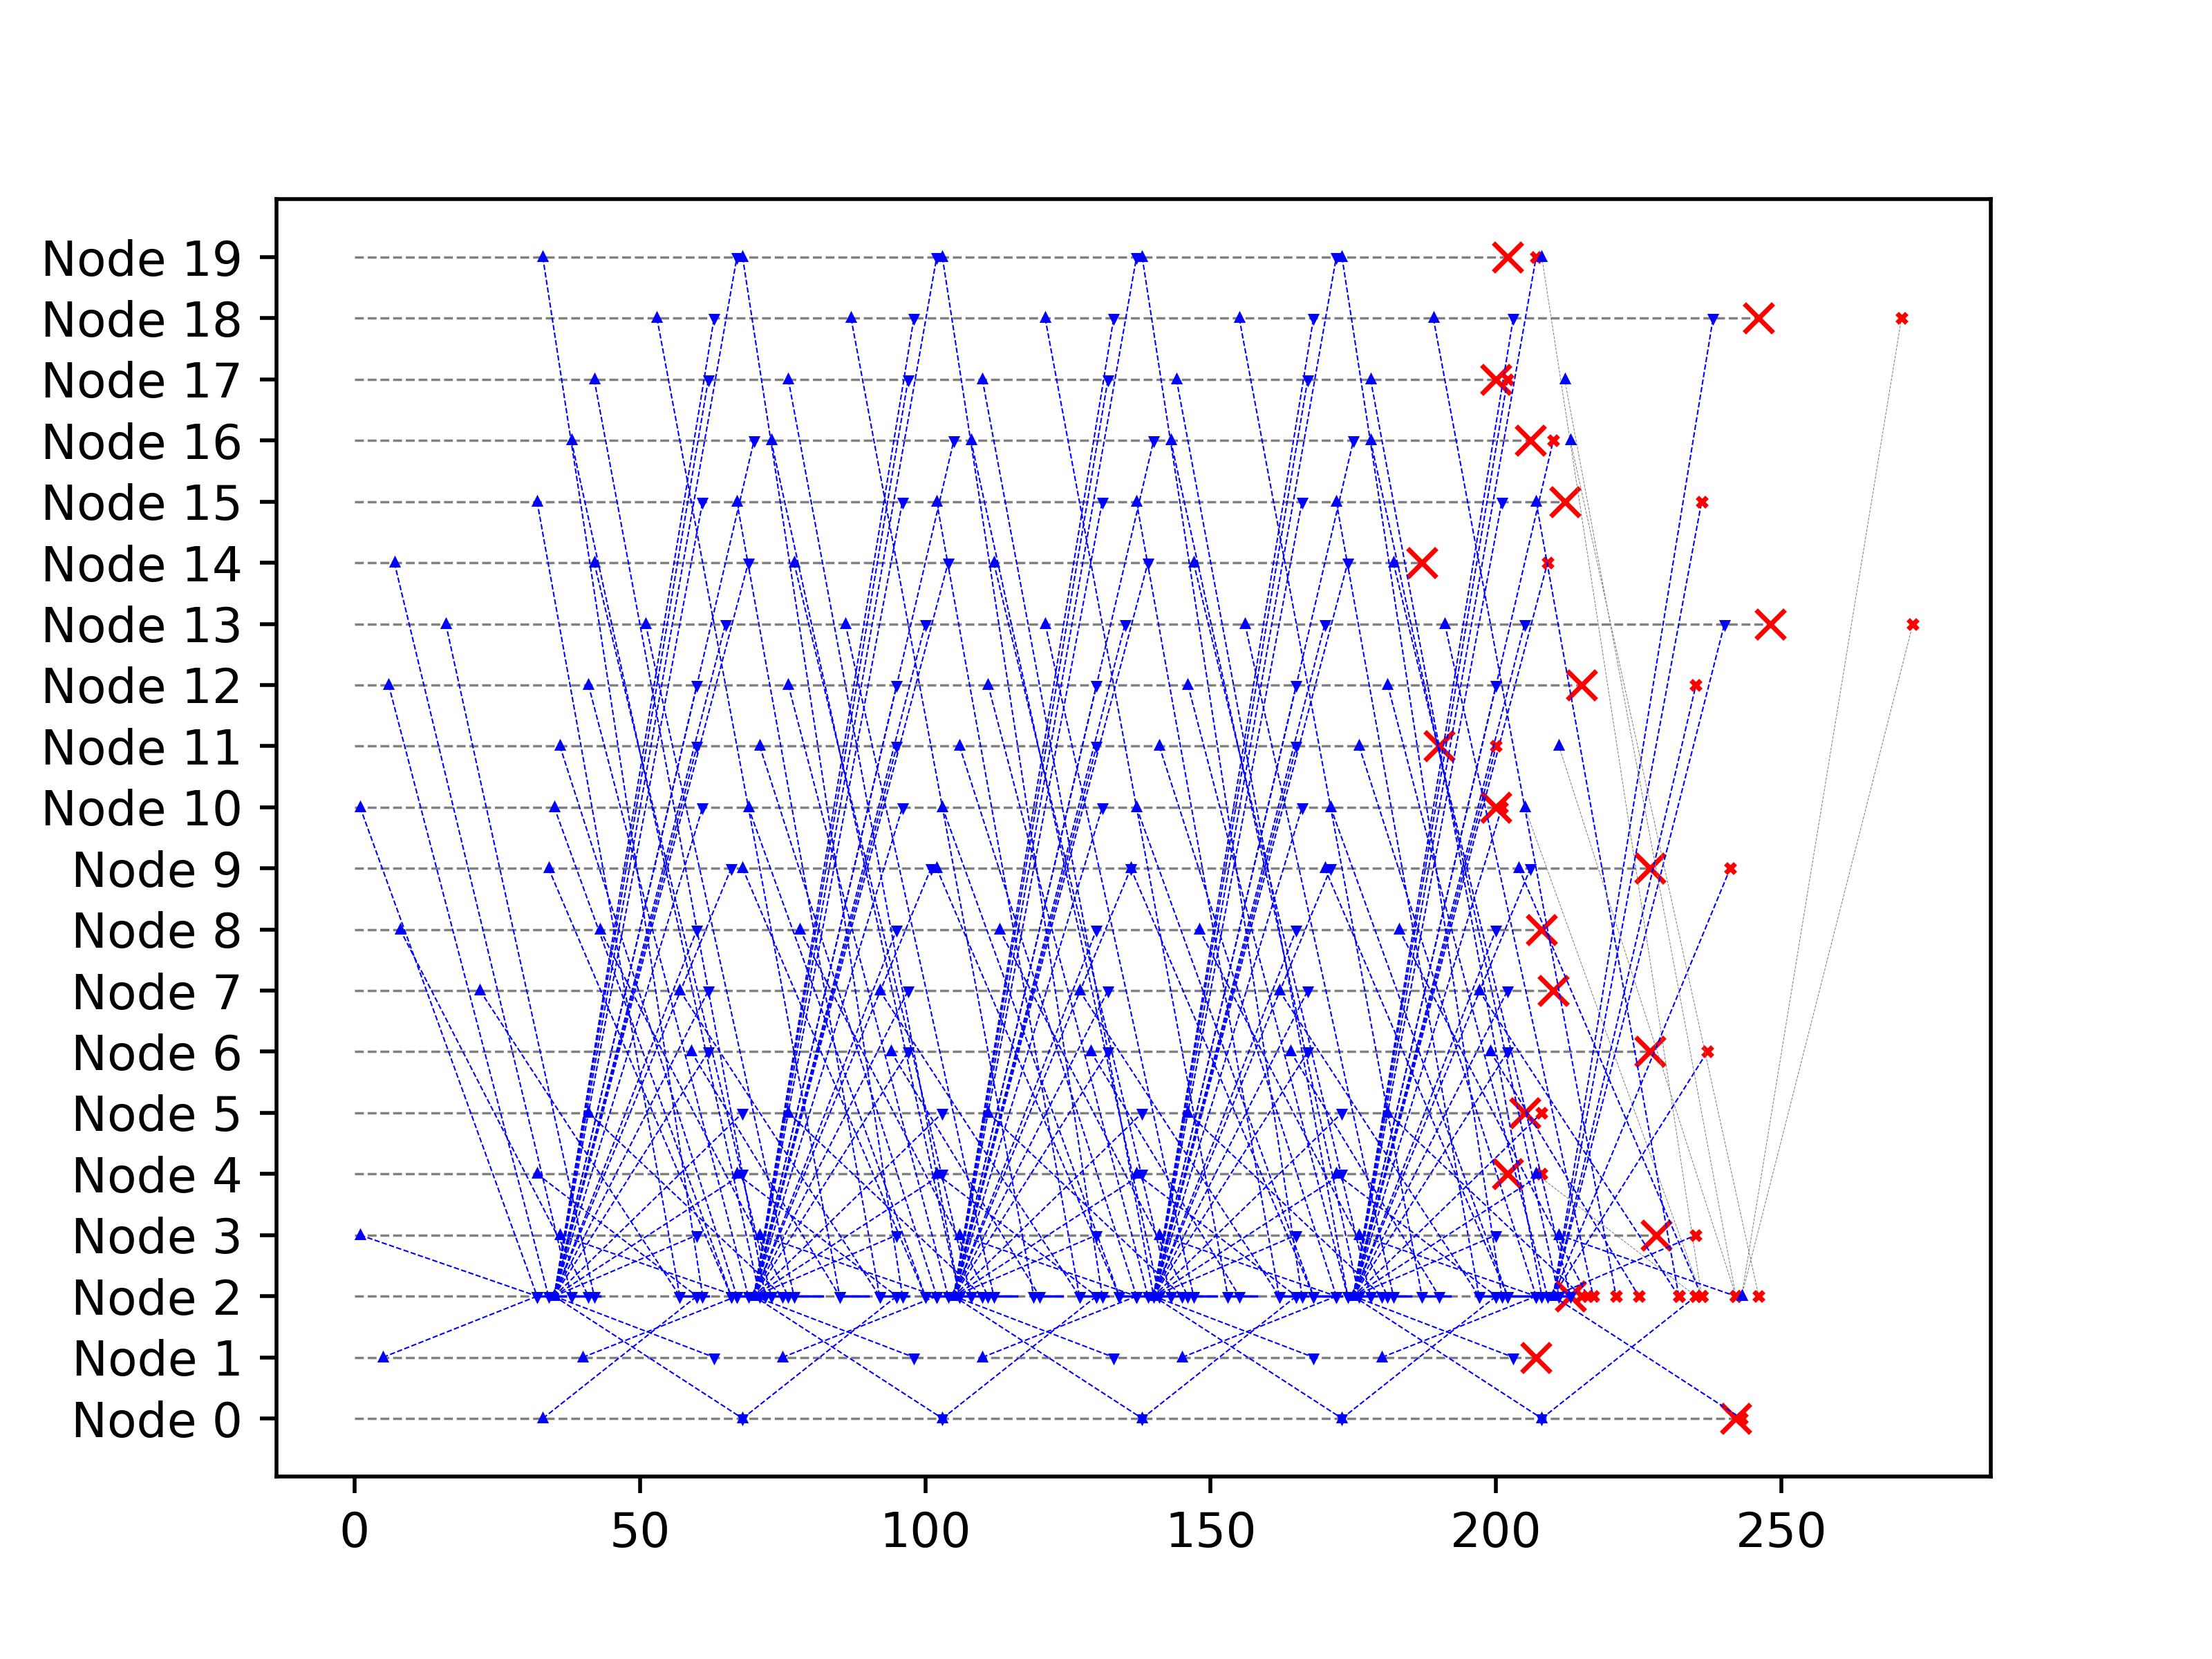 Node 19
Node 18
Node 17
Node 16
Node 15
Node 14
Node 13
Node 12
Node 11
Node 10
Node 9
Node 8
Node 7
Node 6
Node 5
Node 4
Node 3
Node 2
Node 1
Node 0
0 50 100 150 200 250